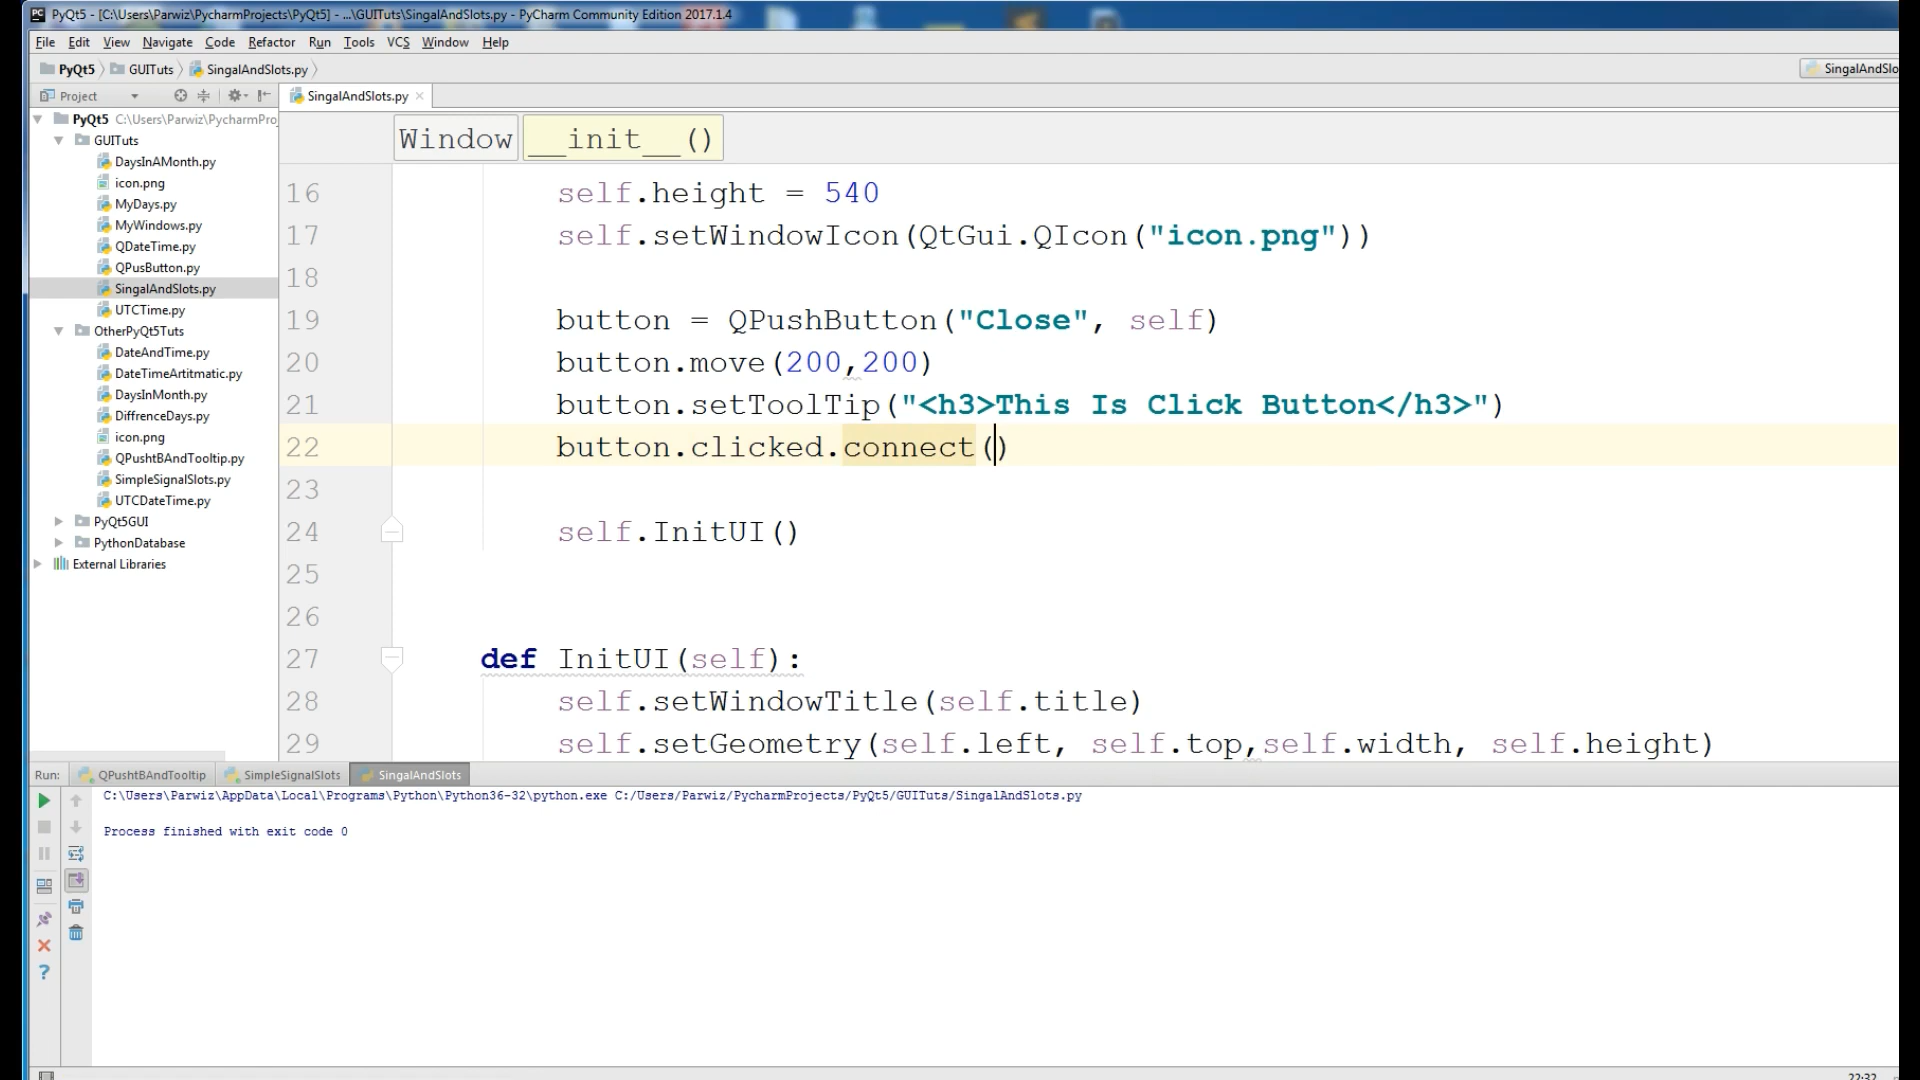 PyQt5 - [C:\Users\Parwiz\PycharmProjects\PyQt5] - ...\GUITuts\SingalAndSlots.py - PyCharm Community Edition 2017.1.4
File Edit View Navigate Code Refactor Run Tools VCS Window Help
PyQt5 GUITuts SingalAndSlots.py SingalAndSlo
Project
SingalAndSlots.py
PyQt5 C:\Users\Parwiz\PycharmPro
GUITuts
DaysInAMonth.py
icon.png
MyDays.py
MyWindows.py
QDateTime.py
QPusButton.py
SingalAndSlots.py
UTCTime.py
OtherPyQt5Tuts
DateAndTime.py
DateTimeArtitmatic.py
DaysInMonth.py
DiffrenceDays.py
icon.png
QPushtBAndTooltip.py
SimpleSignalSlots.py
UTCDateTime.py
PyQt5GUI
PythonDatabase
External Libraries
Window __init__()
16 self.height = 540
17 self.setWindowIcon(QtGui.QIcon("icon.png"))
18
19 button = QPushButton("Close", self)
20 button.move(200,200)
21 button.setToolTip("<h3>This Is Click Button</h3>")
22 button.clicked.connect()
23
24 self.InitUI()
25
26
27 def InitUI(self):
28 self.setWindowTitle(self.title)
29 self.setGeometry(self.left, self.top,self.width, self.height)
Run: QPushtBAndTooltip SimpleSignalSlots SingalAndSlots
C:\Users\Parwiz\AppData\Local\Programs\Python\Python36-32\python.exe C:/Users/Parwiz/PycharmProjects/PyQt5/GUITuts/SingalAndSlots.py
Process finished with exit code 0
22:32